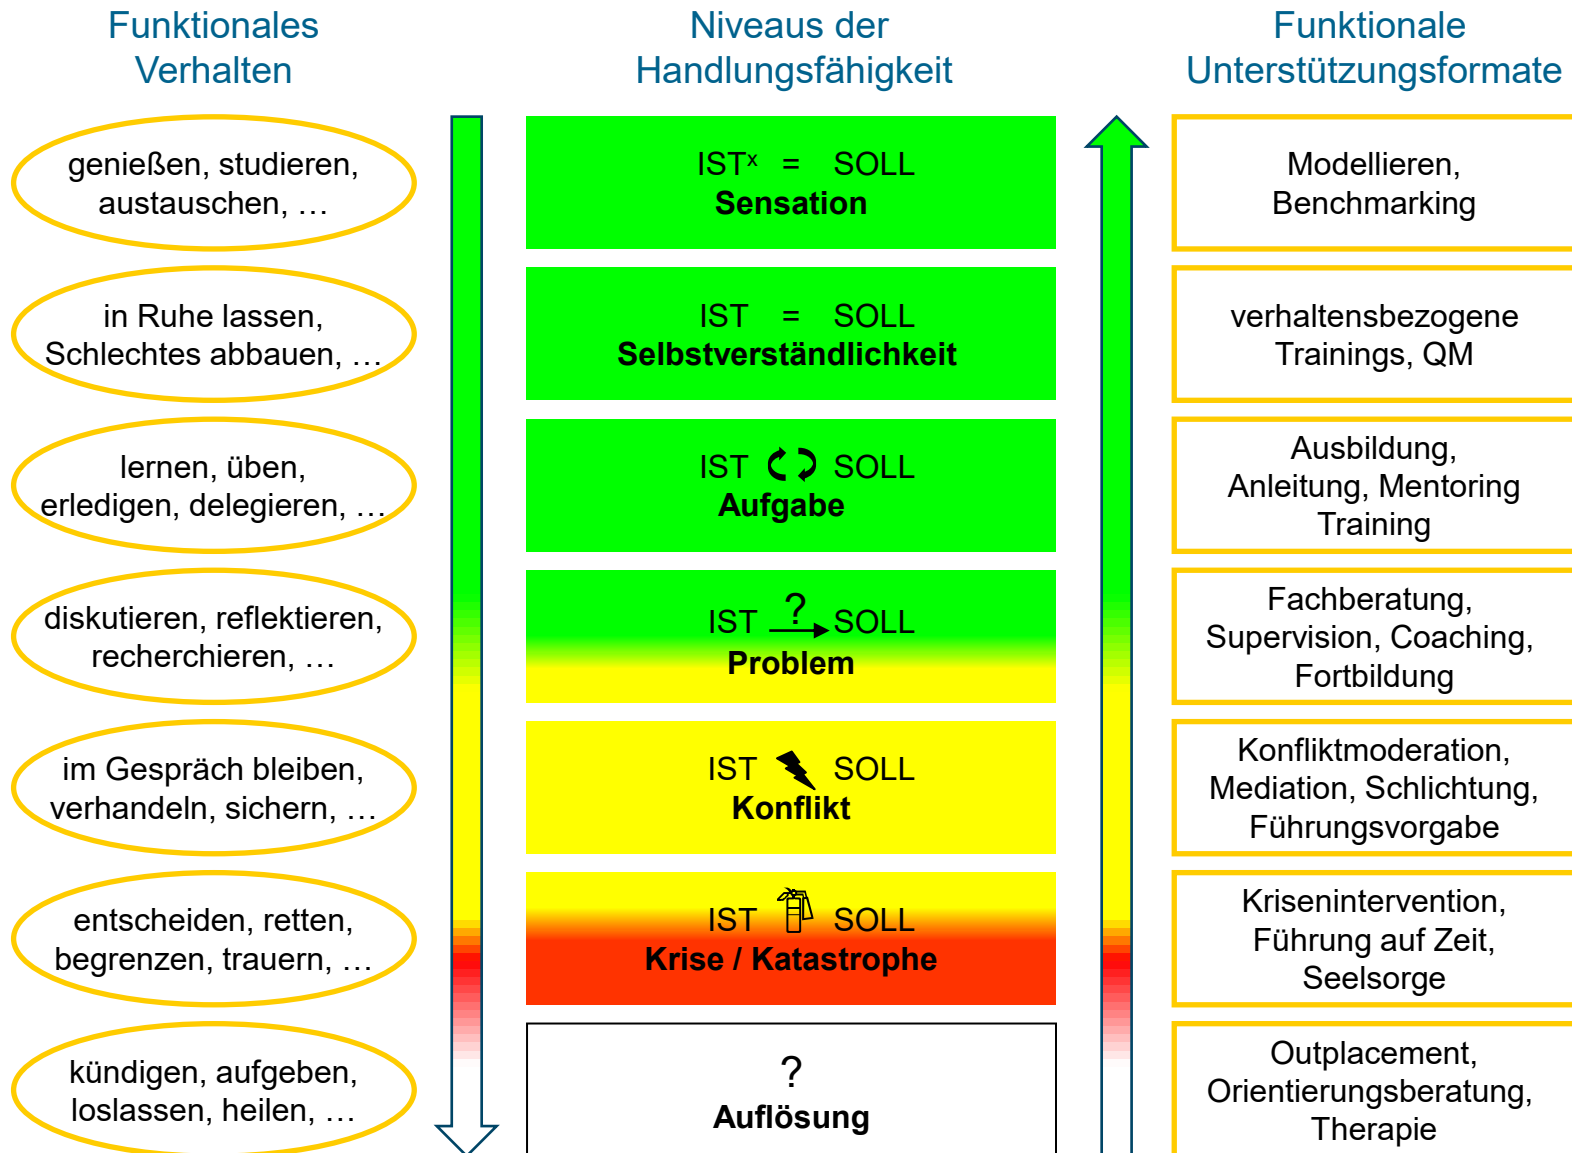 Funktionales
Verhalten
Niveaus der
Handlungsfähigkeit
Funktionale
Unterstützungsformate
genießen, studieren,
austauschen, …
ISTˣ = SOLL
Sensation
Modellieren,
Benchmarking
in Ruhe lassen,
Schlechtes abbauen, …
IST = SOLL
Selbstverständlichkeit
verhaltensbezogene
Trainings, QM
lernen, üben,
erledigen, delegieren, …
IST SOLL
Aufgabe
Ausbildung,
Anleitung, Mentoring
Training
diskutieren, reflektieren,
recherchieren, …
IST ? SOLL
Problem
Fachberatung,
Supervision, Coaching,
Fortbildung
im Gespräch bleiben,
verhandeln, sichern, …
IST SOLL
Konflikt
Konfliktmoderation,
Mediation, Schlichtung,
Führungsvorgabe
entscheiden, retten,
begrenzen, trauern, …
IST SOLL
Krise / Katastrophe
Krisenintervention,
Führung auf Zeit,
Seelsorge
kündigen, aufgeben,
loslassen, heilen, …
?
Auflösung
Outplacement,
Orientierungsberatung,
Therapie